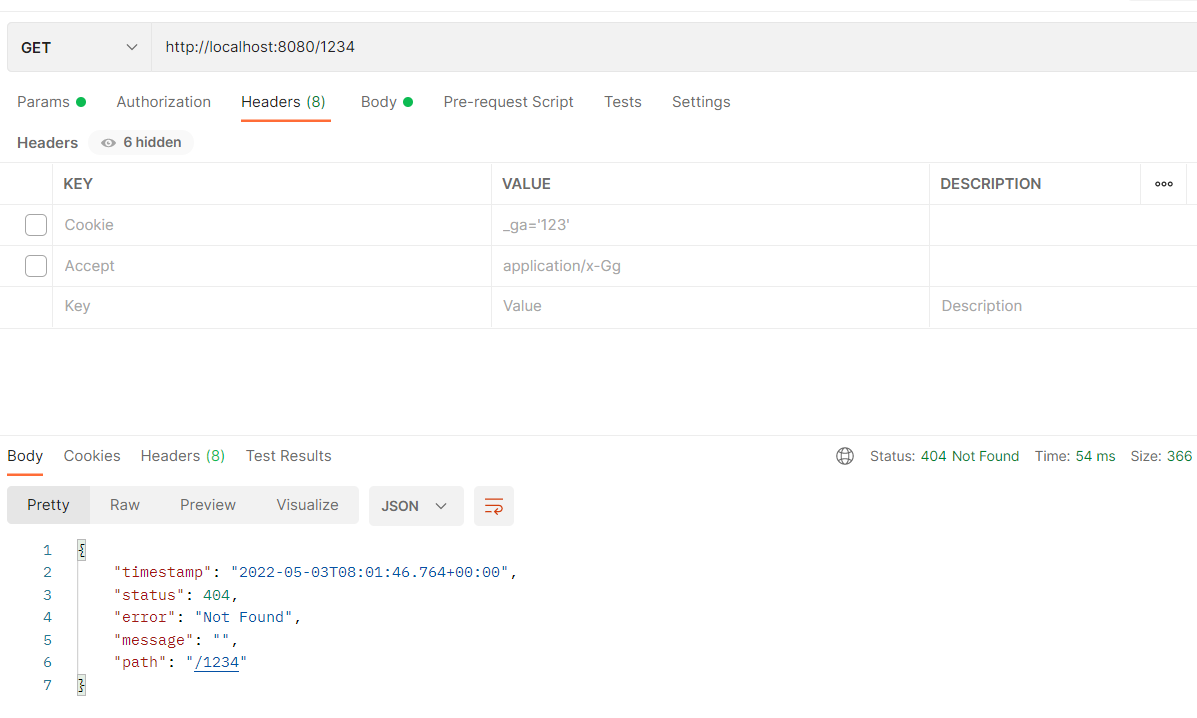 GET http://localhost:8080/1234
Params Authorization Headers (8) Body Pre-request Script Tests Settings
Headers 6 hidden
KEY VALUE DESCRIPTION ooo
Cookie _ga='123'
Accept application/x-Gg
Key Value Description
Body Cookies Headers (8) Test Results Status: 404 Not Found Time: 54 ms Size: 366
Pretty Raw Preview Visualize JSON
1 {
2 "timestamp": "2022-05-03T08:01:46.764+00:00",
3 "status": 404,
4 "error": "Not Found",
5 "message": "",
6 "path": "/1234"
7 }